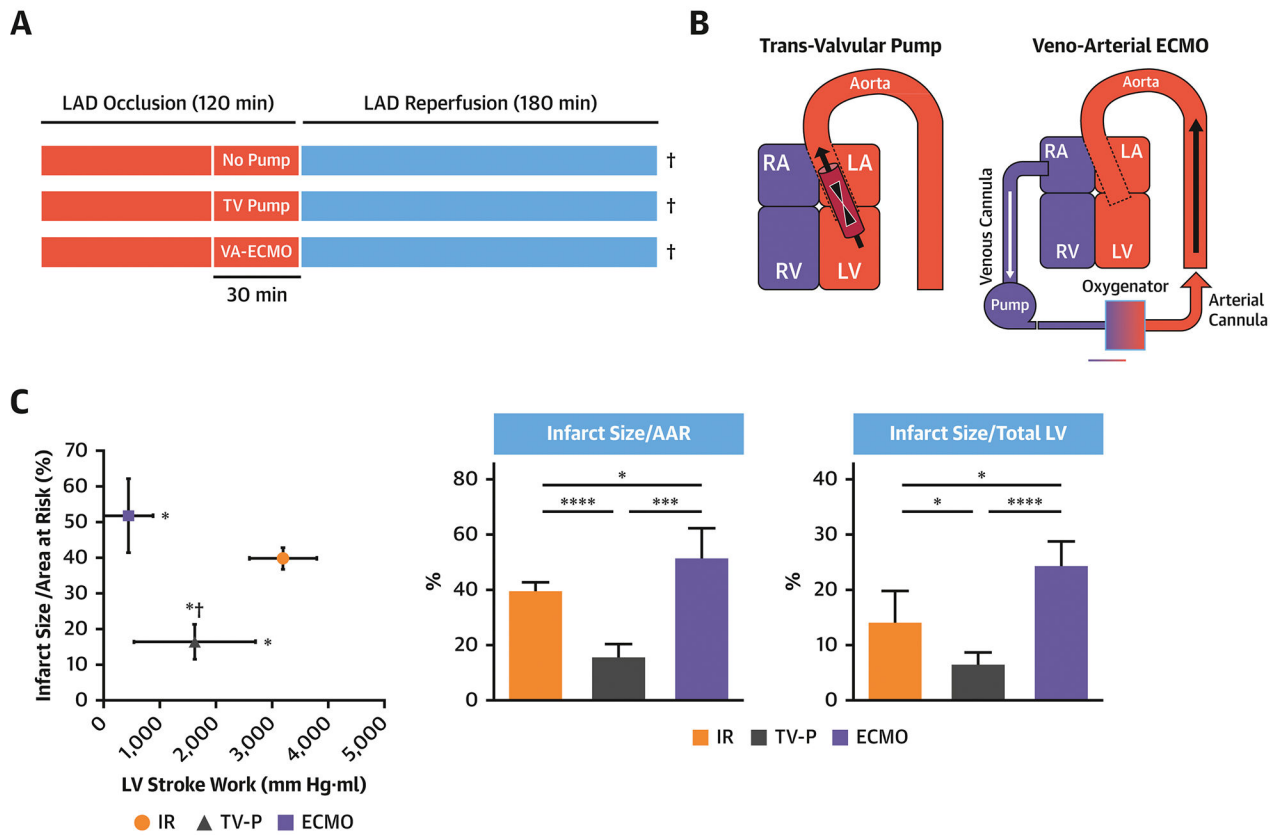 A
LAD Occlusion (120 min)
LAD Reperfusion (180 min)
No Pump
†
TV Pump
†
VA-ECMO
†
30 min
B
Trans-Valvular Pump
Aorta
RA
LA
RV
LV
Veno-Arterial ECMO
Aorta
RA
LA
RV
LV
Venous Cannula
Pump
Oxygenator
Arterial
Cannula
C
Infarct Size /Area at Risk (%)
70
60
50
40
30
20
10
0
*
*†
*
0
1,000
2,000
3,000
4,000
5,000
LV Stroke Work (mm Hg·ml)
IR
TV-P
ECMO
Infarct Size/AAR
%
80
60
40
20
0
*
****
***
Infarct Size/Total LV
%
40
30
20
10
0
*
*
****
IR
TV-P
ECMO